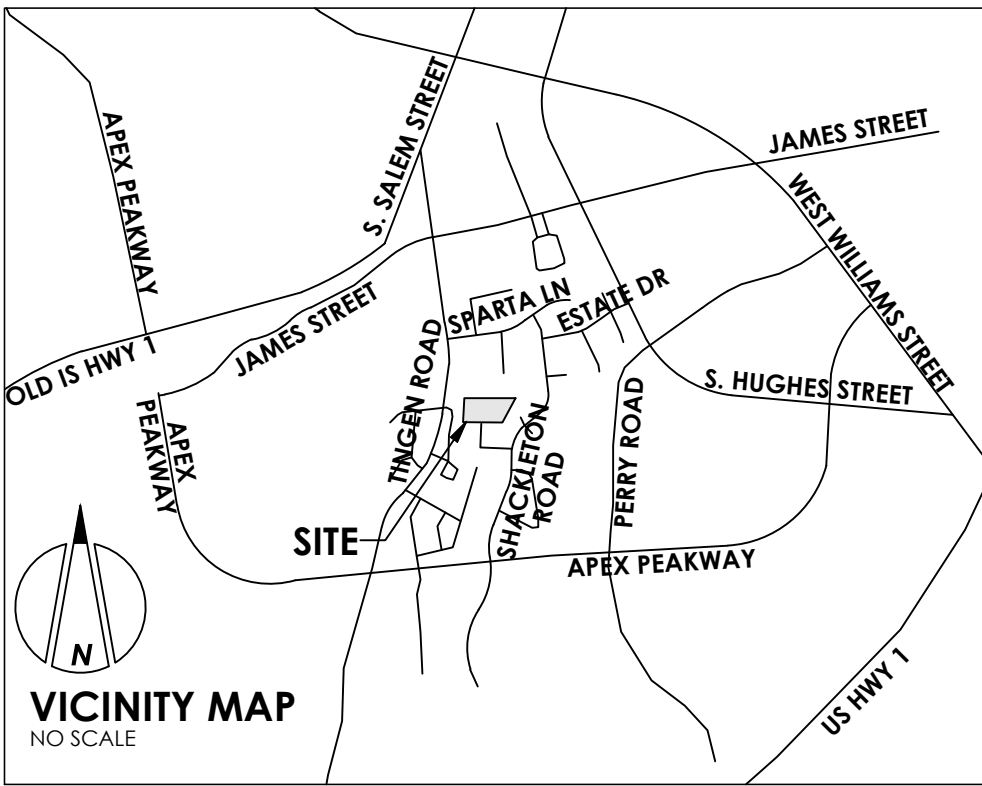 APEX PEAKWAY
S. SALEM STREET
JAMES STREET
WEST WILLIAMS STREET
SPARTA LN
ESTATE DR
JAMES STREET
OLD IS HWY 1
TINGEN ROAD
S. HUGHES STREET
APEX
PEAKWAY
SHACKLETON
ROAD
PERRY ROAD
SITE
APEX PEAKWAY
US HWY 1
N
VICINITY MAP
NO SCALE